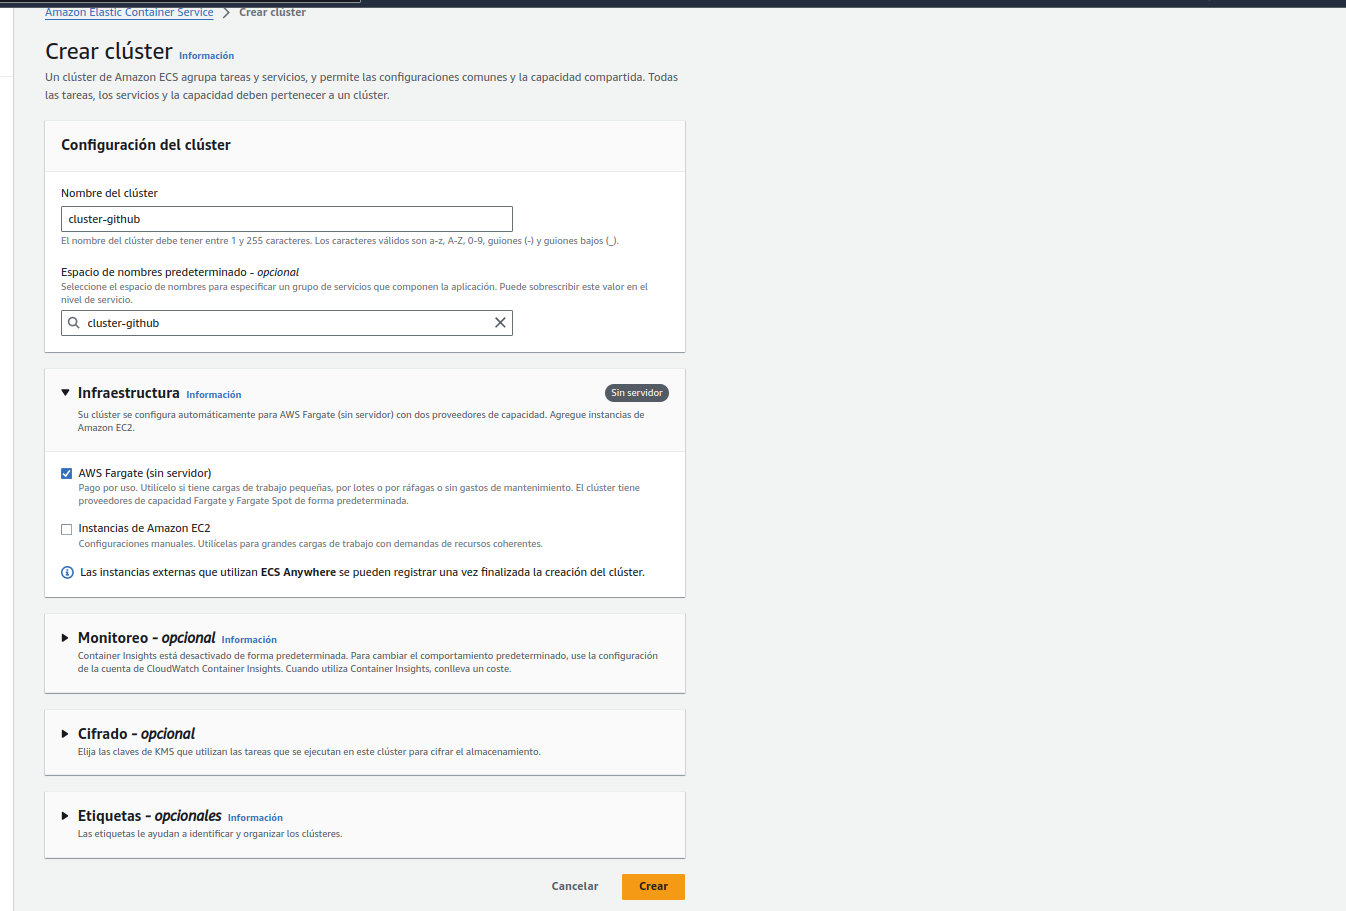 Amazon Elastic Container Service > Crear clúster
Crear clúster Información
Un clúster de Amazon ECS agrupa tareas y servicios, y permite las configuraciones comunes y la capacidad compartida. Todas
las tareas, los servicios y la capacidad deben pertenecer a un clúster.
Configuración del clúster
Nombre del clúster
cluster-github
El nombre del clúster debe tener entre 1 y 255 caracteres. Los caracteres válidos son a-z, A-Z, 0-9, guiones (-) y guiones bajos (_).
Espacio de nombres predeterminado - opcional
Seleccione el espacio de nombres para especificar un grupo de servicios que componen la aplicación. Puede sobrescribir este valor en el
nivel de servicio.
cluster-github
Infraestructura Información
Sin servidor
Su clúster se configura automáticamente para AWS Fargate (sin servidor) con dos proveedores de capacidad. Agregue instancias de
Amazon EC2.
AWS Fargate (sin servidor)
Pago por uso. Utilícelo si tiene cargas de trabajo pequeñas, por lotes o por ráfagas o sin gastos de mantenimiento. El clúster tiene
proveedores de capacidad Fargate y Fargate Spot de forma predeterminada.
Instancias de Amazon EC2
Configuraciones manuales. Utilícelas para grandes cargas de trabajo con demandas de recursos coherentes.
Las instancias externas que utilizan ECS Anywhere se pueden registrar una vez finalizada la creación del clúster.
Monitoreo - opcional Información
Container Insights está desactivado de forma predeterminada. Para cambiar el comportamiento predeterminado, use la configuración
de la cuenta de CloudWatch Container Insights. Cuando utiliza Container Insights, conlleva un coste.
Cifrado - opcional
Elija las claves de KMS que utilizan las tareas que se ejecutan en este clúster para cifrar el almacenamiento.
Etiquetas - opcionales Información
Las etiquetas le ayudan a identificar y organizar los clústeres.
Cancelar
Crear